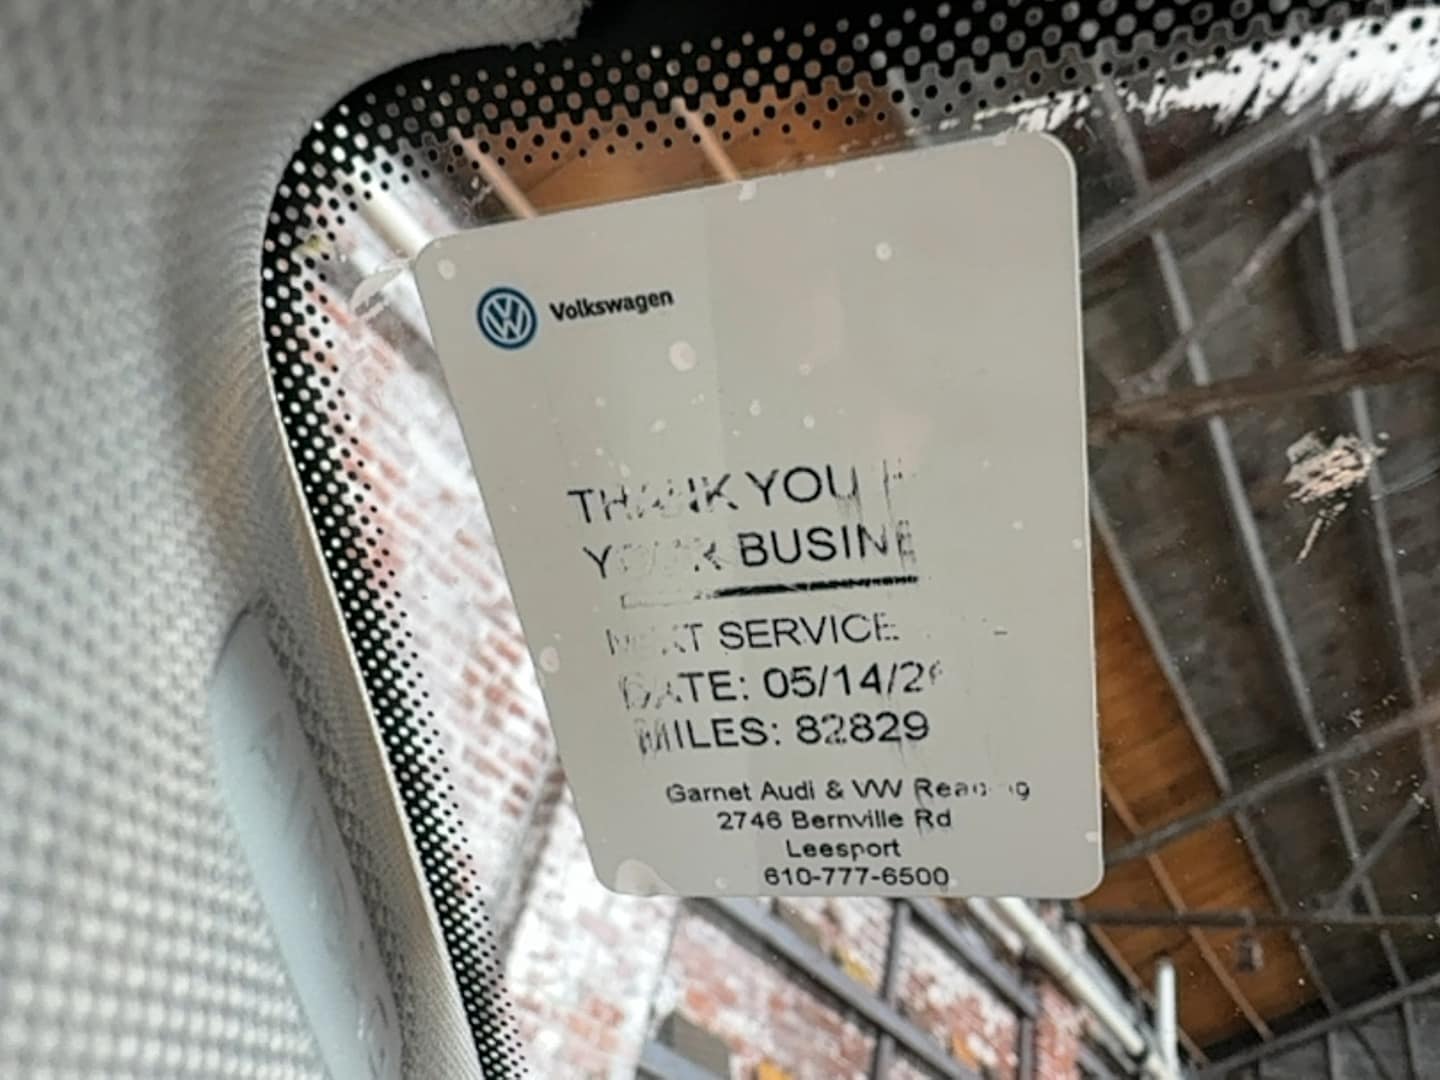 Volkswagen
THANK YOU
YOUR BUSINE
NEXT SERVICE
DATE: 05/14/2
MILES: 82829
Garnet Audi & VW Reading
2746 Bernville Rd
Leesport
610-777-6500